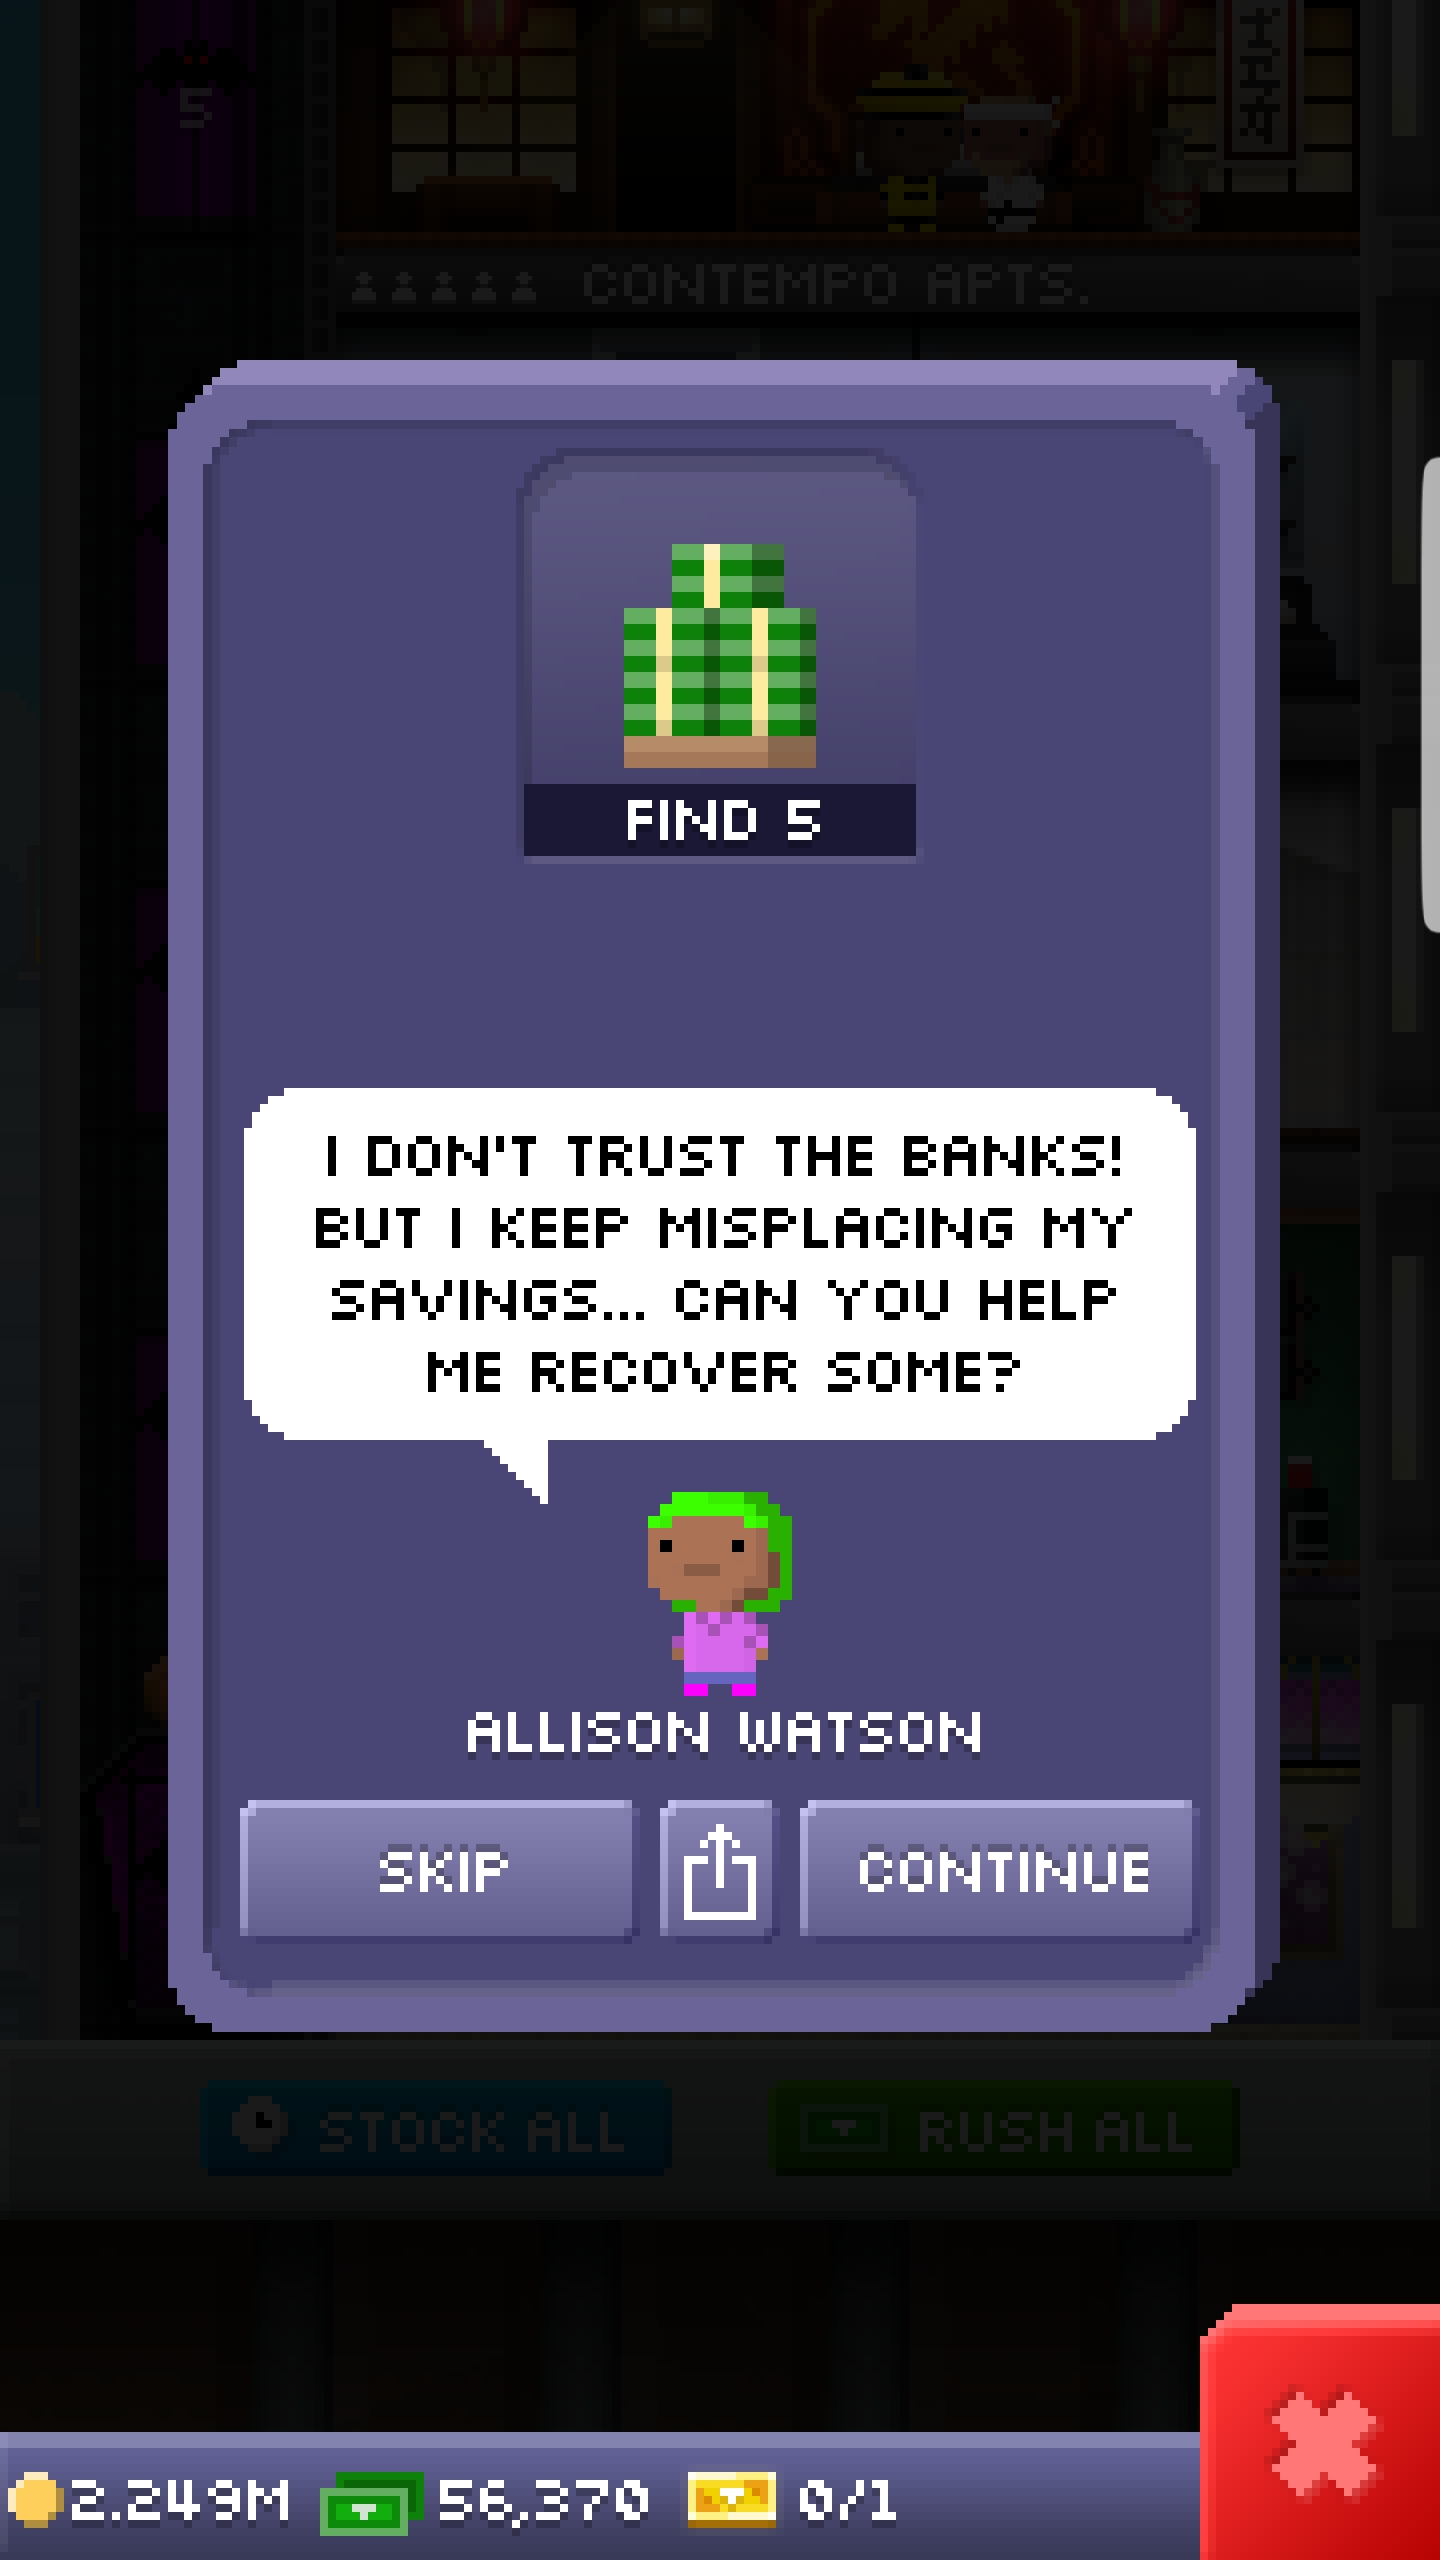 5
CONTEMPO APTS.
FIND 5
I DON'T TRUST THE BANKS!
BUT I KEEP MISPLACING MY
SAVINGS... CAN YOU HELP
ME RECOVER SOME?
ALLISON WATSON
SKIP
CONTINUE
STOCK ALL
RUSH ALL
2.249M
56,370
0/1